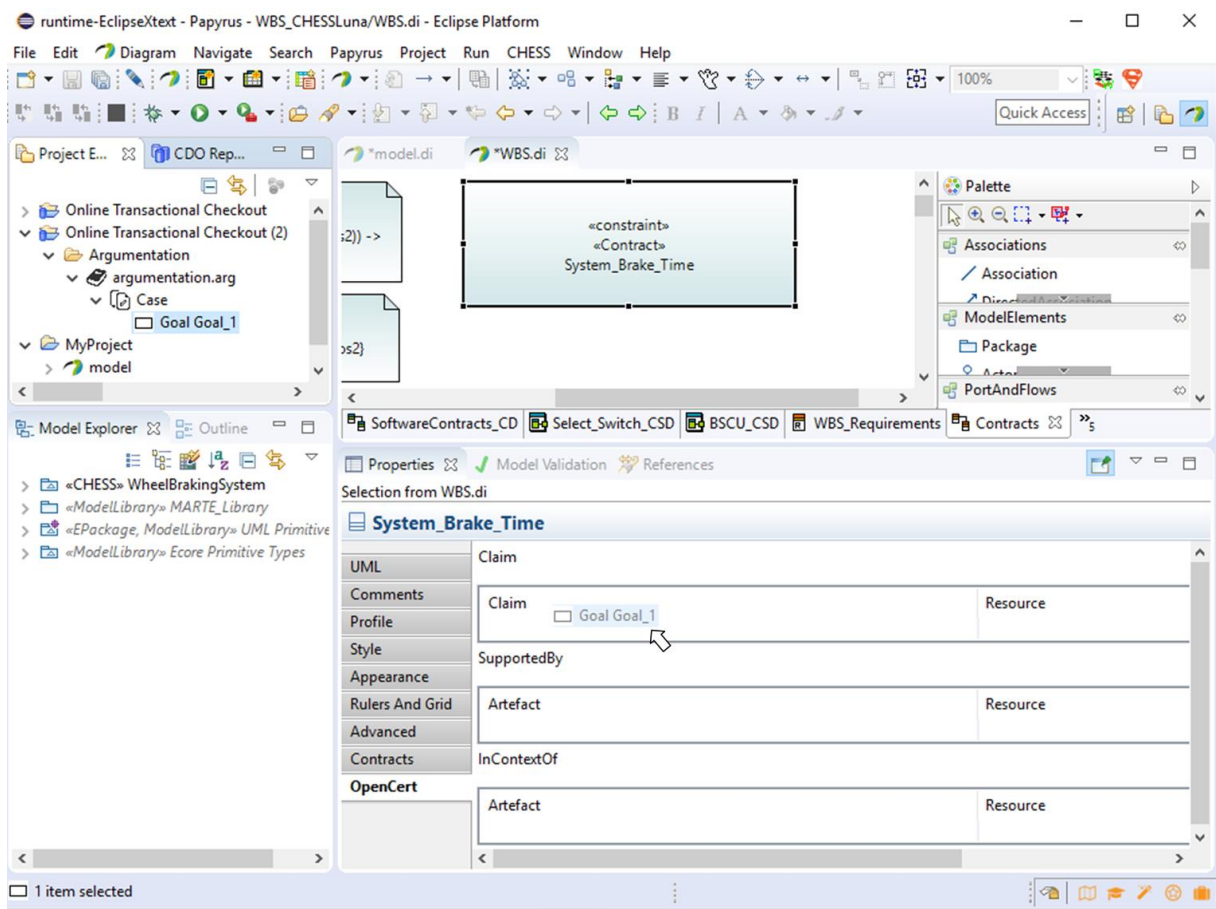 runtime-EclipseXtext - Papyrus - WBS_CHESSLuna/WBS.di - Eclipse Platform
File Edit Diagram Navigate Search Papyrus Project Run CHESS Window Help
100%
B I A
Quick Access
Project E... CDO Rep...
Online Transactional Checkout
Online Transactional Checkout (2)
Argumentation
argumentation.arg
Case
Goal Goal_1
MyProject
model
*model.di *WBS.di
s2)) ->
os2}
«constraint»
«Contract»
System_Brake_Time
Palette
Associations
Association
DirectedAssociation
ModelElements
Package
Actor
PortAndFlows
SoftwareContracts_CD Select_Switch_CSD BSCU_CSD WBS_Requirements Contracts »5
Model Explorer Outline
«CHESS» WheelBrakingSystem
«ModelLibrary» MARTE_Library
«EPackage, ModelLibrary» UML Primitive
«ModelLibrary» Ecore Primitive Types
Properties Model Validation References
Selection from WBS.di
System_Brake_Time
UML
Comments
Profile
Style
Appearance
Rulers And Grid
Advanced
Contracts
OpenCert
Claim
Claim Resource
Goal Goal_1
SupportedBy
Artefact Resource
InContextOf
Artefact Resource
1 item selected